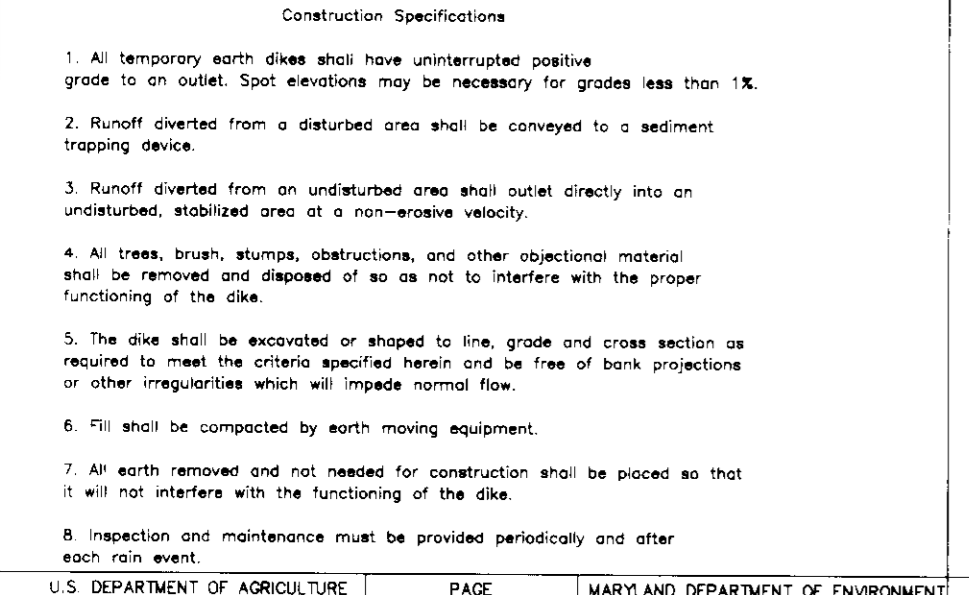 Construction Specifications
1. All temporary earth dikes shall have uninterrupted positive
grade to an outlet. Spot elevations may be necessary for grades less than 1%.
2. Runoff diverted from a disturbed area shall be conveyed to a sediment
trapping device.
3. Runoff diverted from an undisturbed area shall outlet directly into an
undisturbed, stabilized area at a non-erosive velocity.
4. All trees, brush, stumps, obstructions, and other objectional material
shall be removed and disposed of so as not to interfere with the proper
functioning of the dike.
5. The dike shall be excavated or shaped to line, grade and cross section as
required to meet the criteria specified herein and be free of bank projections
or other irregularities which will impede normal flow.
6. Fill shall be compacted by earth moving equipment.
7. All earth removed and not needed for construction shall be placed so that
it will not interfere with the functioning of the dike.
8. Inspection and maintenance must be provided periodically and after
each rain event.
U.S. DEPARTMENT OF AGRICULTURE PAGE MARYLAND DEPARTMENT OF ENVIRONMENT